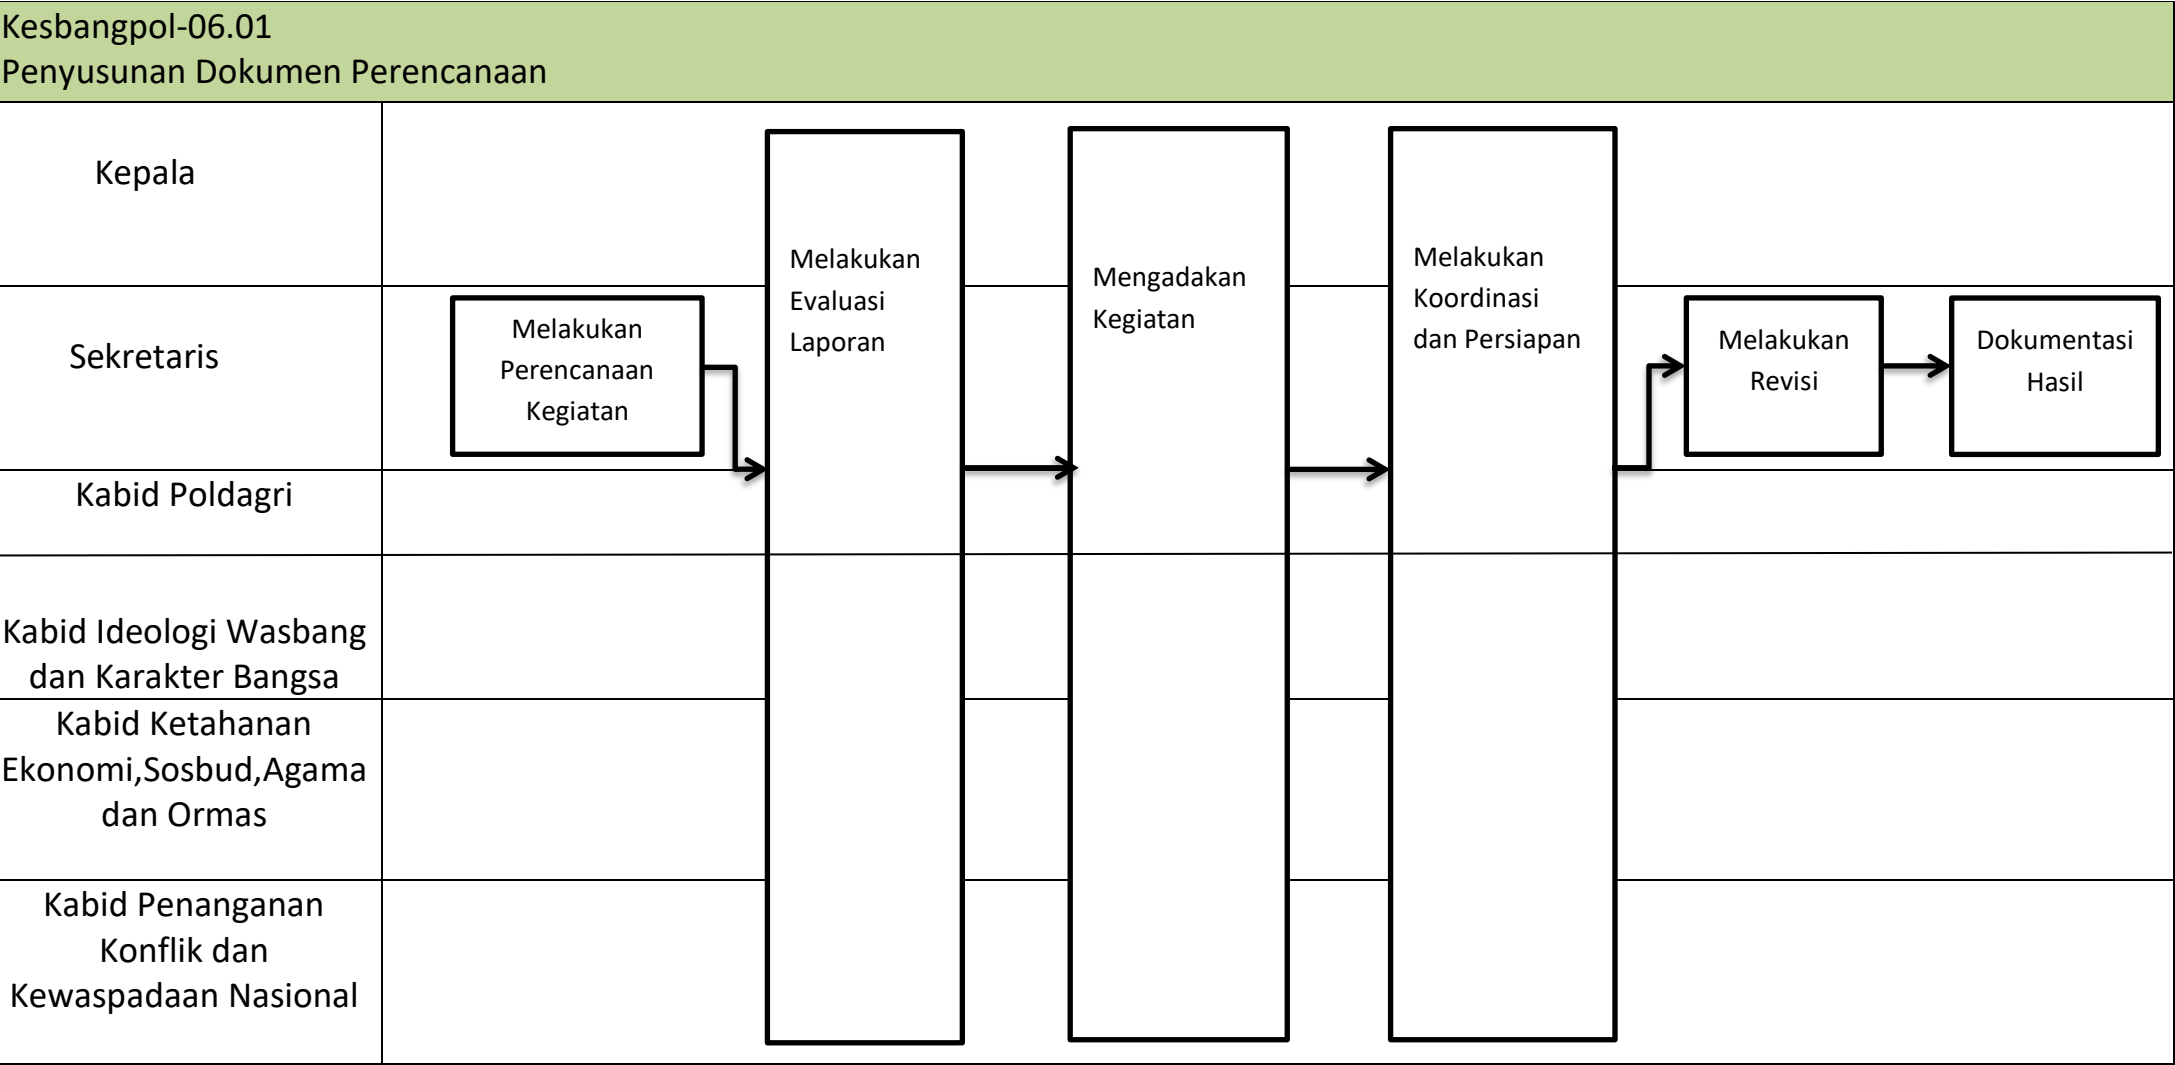 Kesbangpol-06.01
Penyusunan Dokumen Perencanaan
Kepala
Melakukan
Evaluasi
Laporan
Mengadakan
Kegiatan
Melakukan
Koordinasi
dan Persiapan
Sekretaris
Melakukan
Perencanaan
Kegiatan
Melakukan
Revisi
Dokumentasi
Hasil
Kabid Poldagri
Kabid Ideologi Wasbang
dan Karakter Bangsa
Kabid Ketahanan
Ekonomi,Sosbud,Agama
dan Ormas
Kabid Penanganan
Konflik dan
Kewaspadaan Nasional